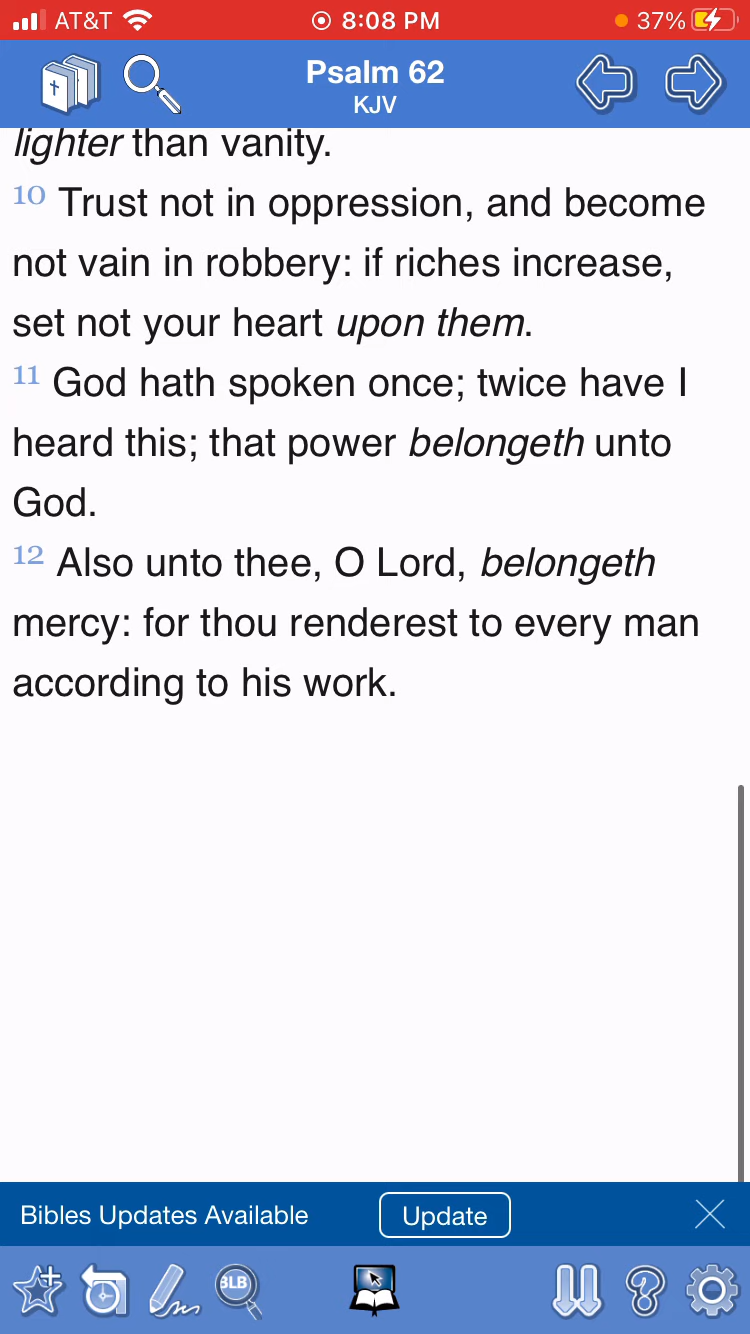 AT&T 8:08 PM 37%
Psalm 62
KJV
lighter than vanity.
10 Trust not in oppression, and become
not vain in robbery: if riches increase,
set not your heart upon them.
11 God hath spoken once; twice have I
heard this; that power belongeth unto
God.
12 Also unto thee, O Lord, belongeth
mercy: for thou renderest to every man
according to his work.
Bibles Updates Available Update
BLB